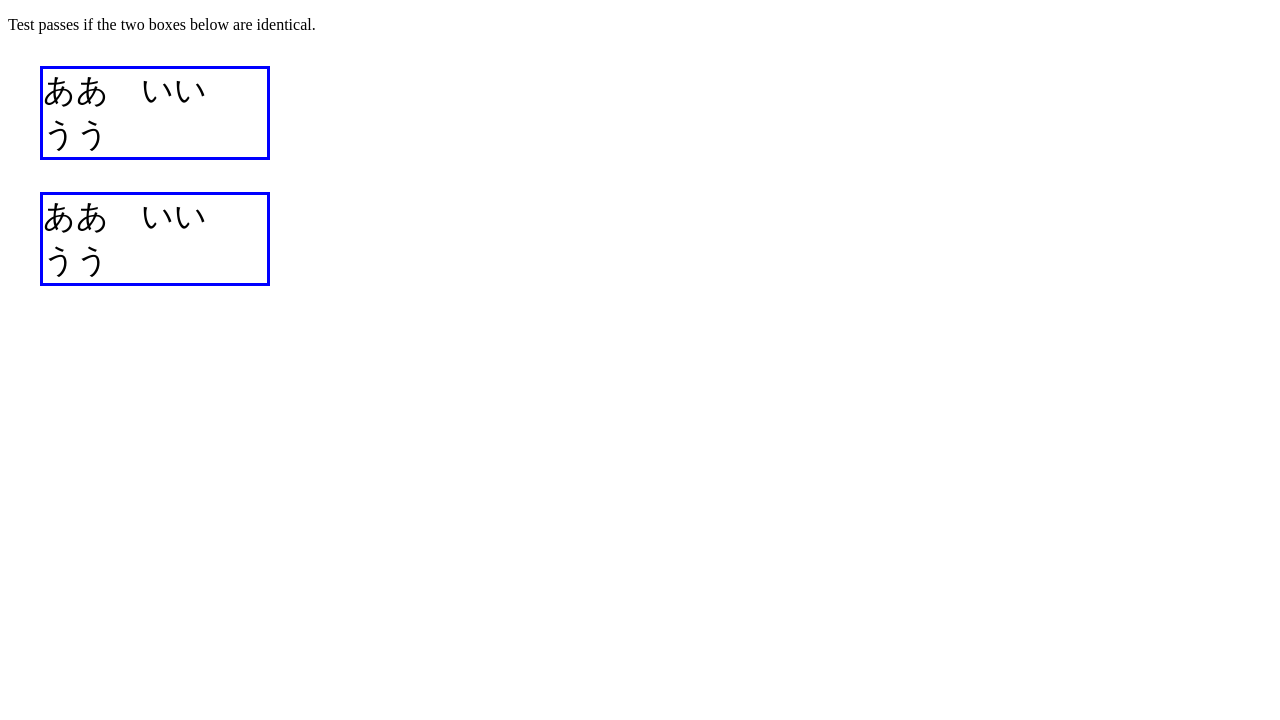 Test passes if the two boxes below are identical.
ああ　いい
うう
ああ　いい
うう